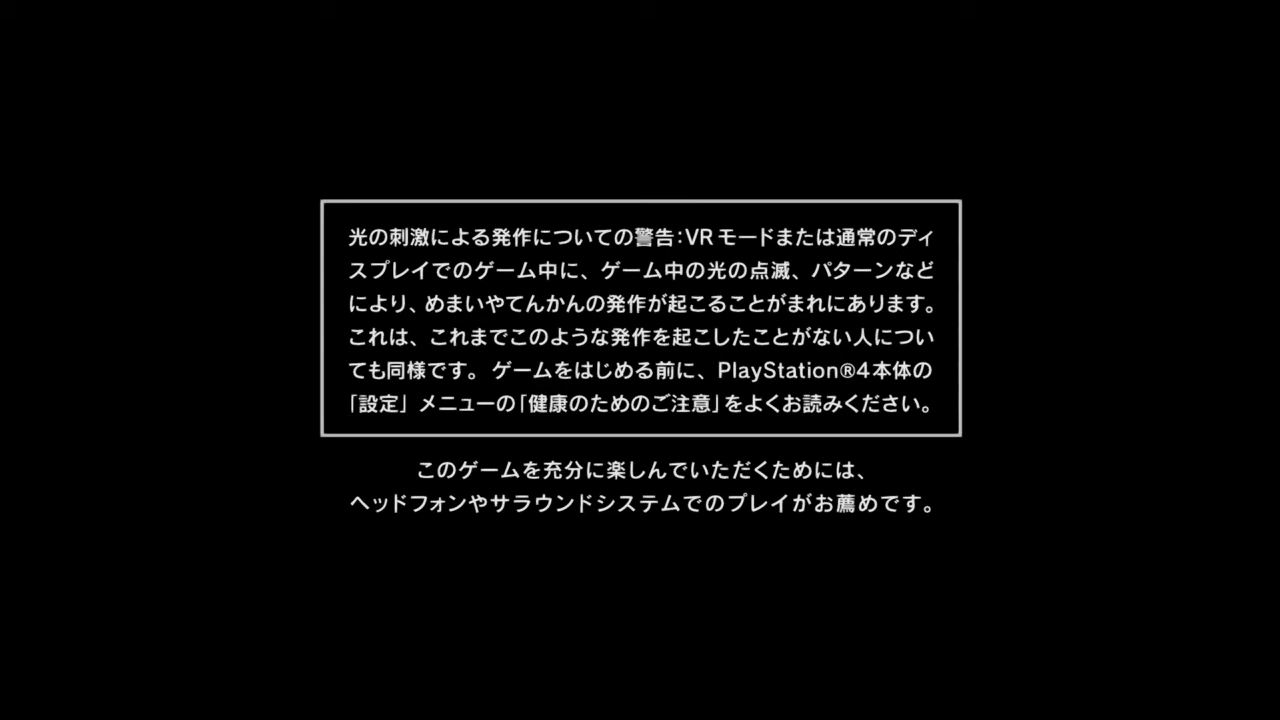 光の刺激による発作についての警告:VRモードまたは通常のディ
スプレイでのゲーム中に、ゲーム中の光の点滅、パターンなど
により、めまいやてんかんの発作が起こることがまれにあります。
これは、これまでこのような発作を起こしたことがない人につい
ても同様です。 ゲームをはじめる前に、PlayStation®4本体の
「設定」メニューの「健康のためのご注意」をよくお読みください。
このゲームを充分に楽しんでいただくためには、
ヘッドフォンやサラウンドシステムでのプレイがお薦めです。